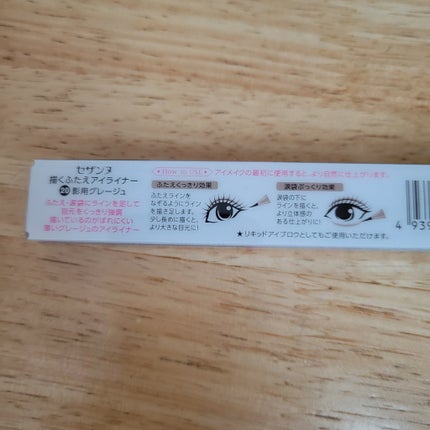 セザンヌ
描くふたえアイライナー
20 影用グレージュ
ふたえ・涙袋にラインを足して
目元をくっきり強調
描いているのがばれにくい
薄いグレージュのアイライナー
HOW to USE アイメイクの最初に使用すると、より自然に仕上がります。
ふたえくっきり効果
ふたえラインを
なぞるようにライン
を描き足します。
少し長めに描くと、
より大きな目元に!
涙袋ぷっくり効果
涙袋の下に
ラインを描くと、
より立体感の
ある仕上がりに!
★リキッドアイブロウとしてもご使用いただけます。
4 939